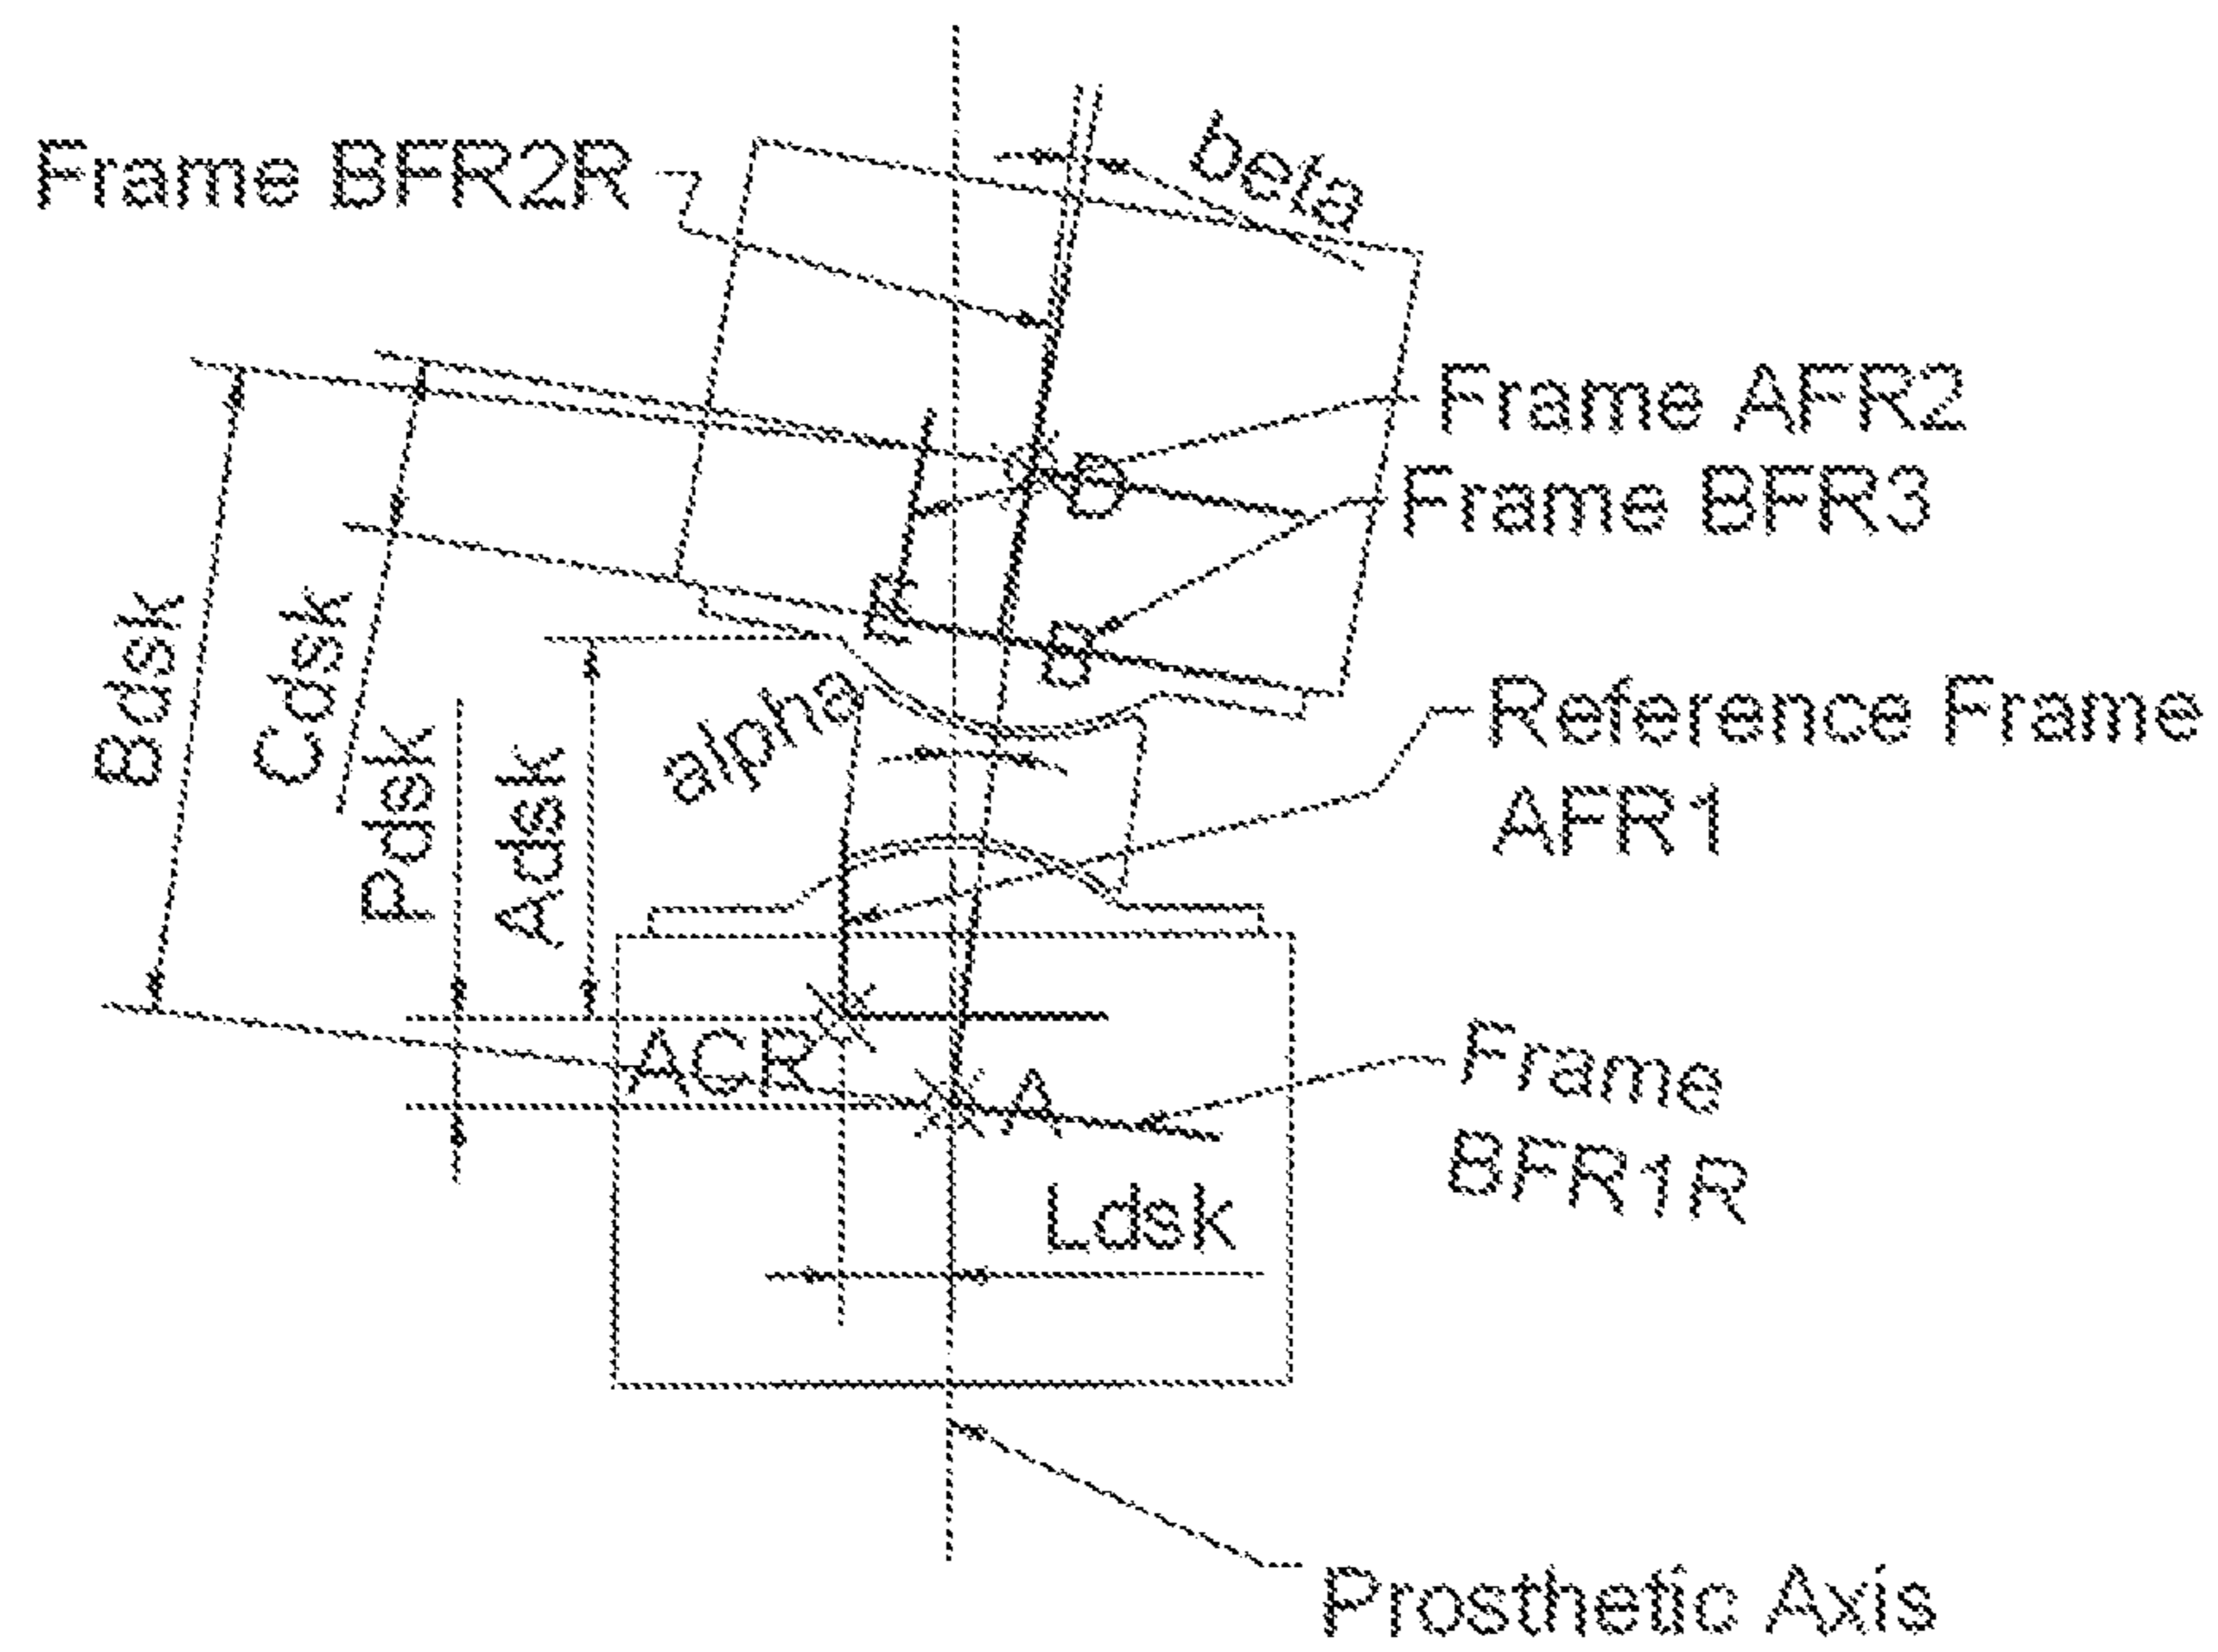 Frame BFR2R
beta
Frame AFR2
D
Frame BFR3
E
B
Bdsk
Cdsk
Pdsk
Adsk
alpha
Reference Frame
AFR1
ACR
A
Frame
BFR1R
Ldsk
Prosthetic Axis